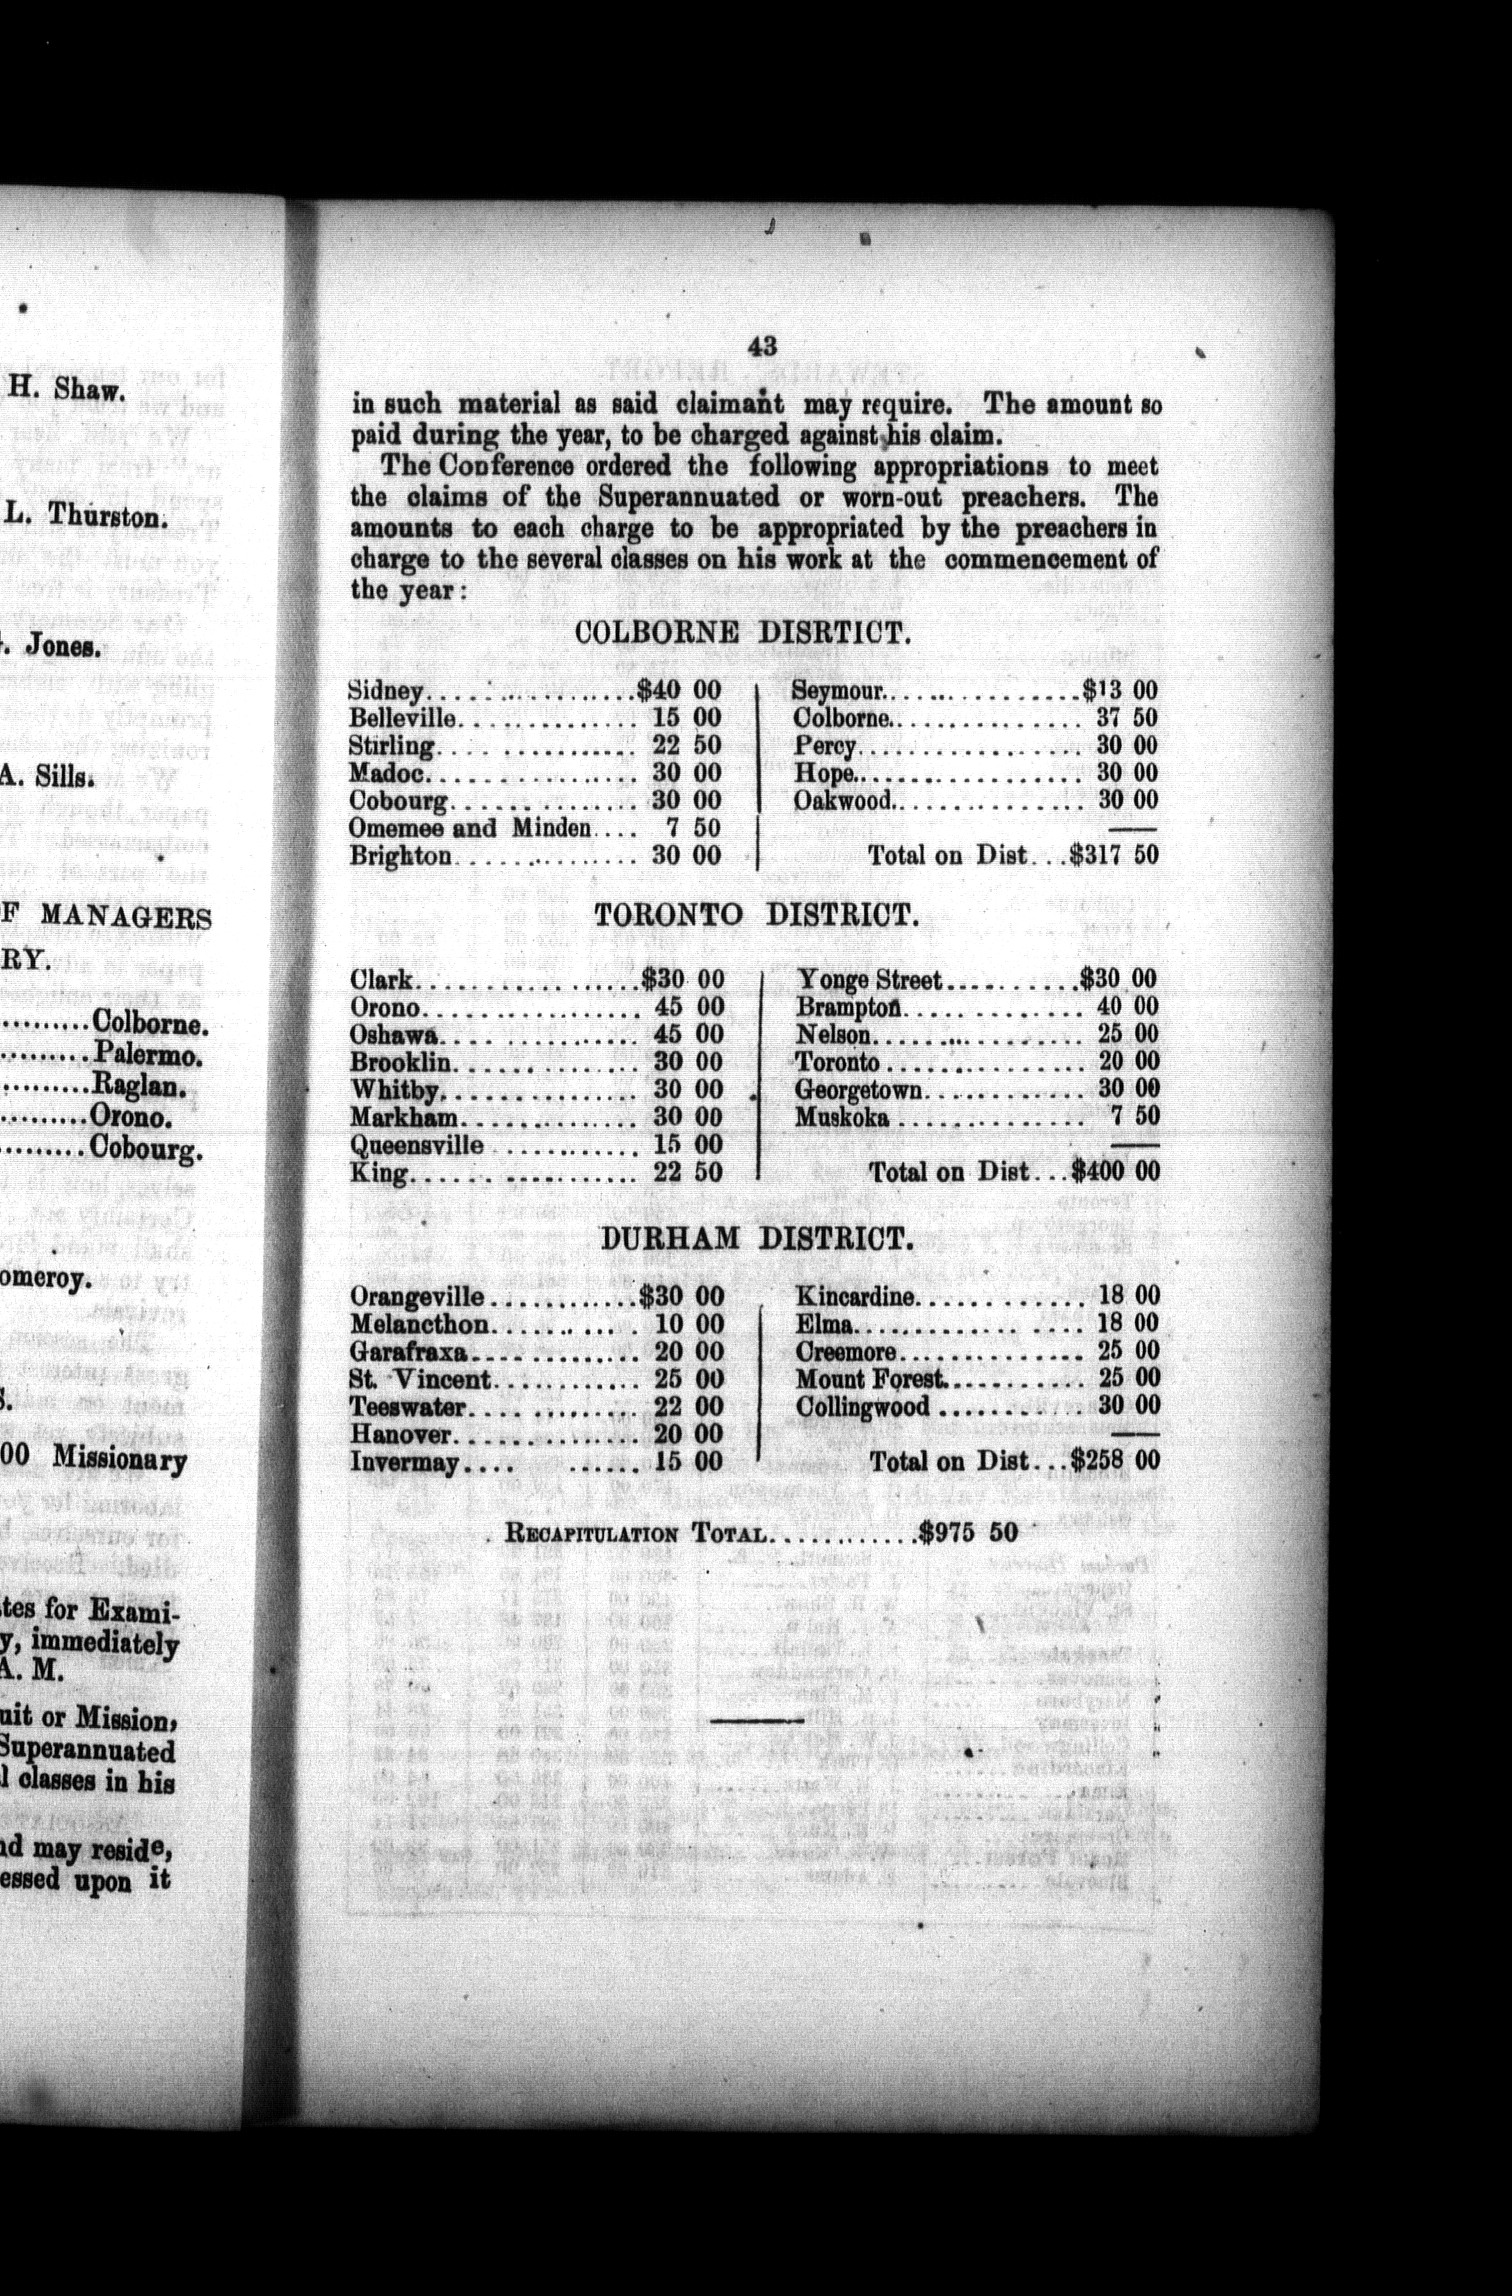 H. Shaw.
L. Thurston.
Jones.
A. Sills.
F MANAGERS
RY.
.........Colborne.
.........Palermo.
.........Raglan.
.........Orono.
.........Cobourg.
omeroy.
S.
00 Missionary
tes for Exami-
y, immediately
A. M.
uit or Mission,
Superannuated
l classes in his
nd may reside,
essed upon it
43
in such material as said claimant may require. The amount so
paid during the year, to be charged against his claim.
The Conference ordered the following appropriations to meet
the claims of the Superannuated or worn-out preachers. The
amounts to each charge to be appropriated by the preachers in
charge to the several classes on his work at the commencement of
the year:
COLBORNE DISRTICT.
Sidney..................$40 00
Belleville............... 15 00
Stirling................. 22 50
Madoc.................. 30 00
Cobourg................ 30 00
Omemee and Minden.... 7 50
Brighton................ 30 00
Seymour.................$13 00
Colborne................ 37 50
Percy................... 30 00
Hope................... 30 00
Oakwood................ 30 00
Total on Dist...$317 50
TORONTO DISTRICT.
Clark...................$30 00
Orono................... 45 00
Oshawa................. 45 00
Brooklin................ 30 00
Whitby................. 30 00
Markham............... 30 00
Queensville............. 15 00
King.................... 22 50
Yonge Street...........$30 00
Brampton............... 40 00
Nelson.................. 25 00
Toronto................. 20 00
Georgetown............. 30 00
Muskoka................ 7 50
Total on Dist...$400 00
DURHAM DISTRICT.
Orangeville.............$30 00
Melancthon............. 10 00
Garafraxa............... 20 00
St. Vincent............. 25 00
Teeswater............... 22 00
Hanover................ 20 00
Invermay............... 15 00
Kincardine.............. 18 00
Elma................... 18 00
Creemore............... 25 00
Mount Forest........... 25 00
Collingwood............ 30 00
Total on Dist...$258 00
RECAPITULATION TOTAL.............$975 50